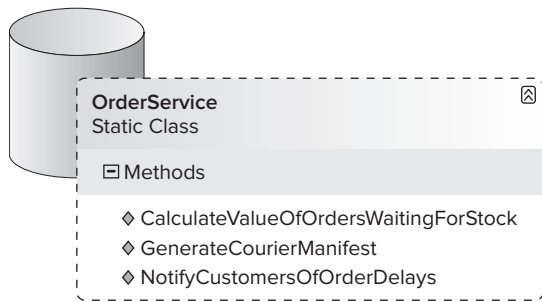 OrderService
Static Class
Methods
CalculateValueOfOrdersWaitingForStock
GenerateCourierManifest
NotifyCustomersOfOrderDelays